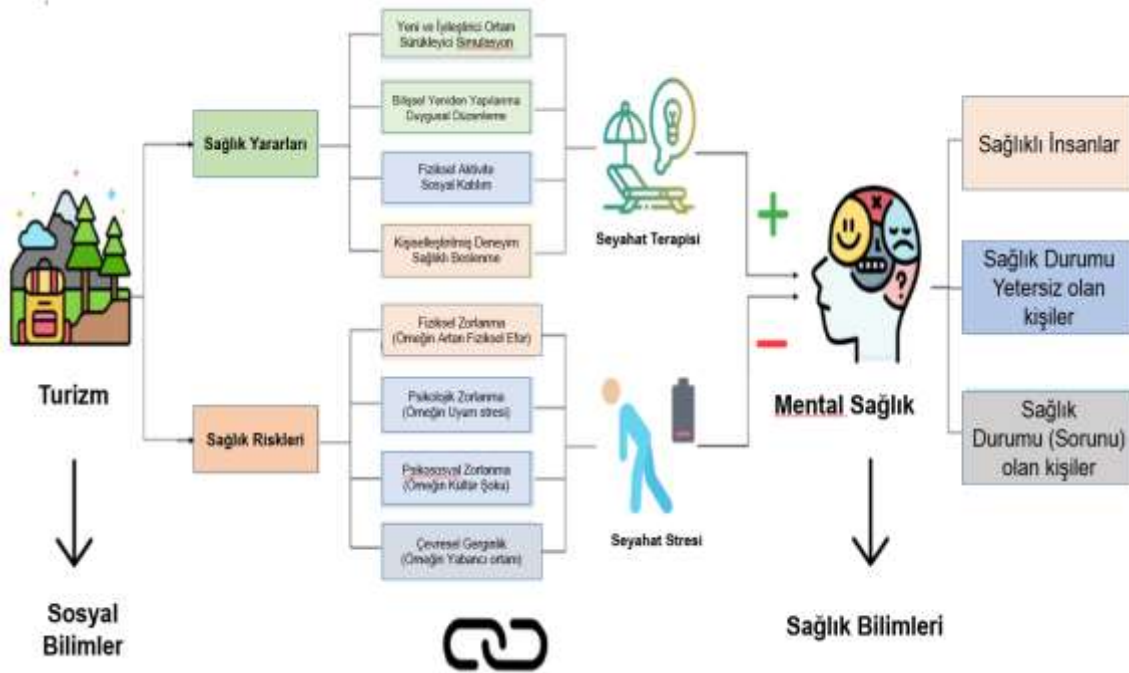 Turizm
Sosyal
Bilimler
Sağlık Yararları
Sağlık Riskleri
Yeni ve İyileştirici Ortam
Sürükleyici Simulasyon
Bilişsel Yeniden Yapılanma
Duygusal Düzenleme
Fiziksel Aktivite
Sosyal Katılım
Kişiselleştirilmiş Deneyim
Sağlıklı Beslenme
Fiziksel Zorlanma
(Örneğin Artan Fiziksel Efor)
Psikolojik Zorlanma
(Örneğin Uyum stresi)
Psikososyal Zorlanma
(Örneğin Kültür Şoku)
Çevresel Gerginlik
(Örneğin Yabancı ortam)
Seyahat Terapisi
Seyahat Stresi
+
−
?
Mental Sağlık
Sağlık Bilimleri
Sağlıklı İnsanlar
Sağlık Durumu
Yetersiz olan
kişiler
Sağlık
Durumu (Sorunu)
olan kişiler